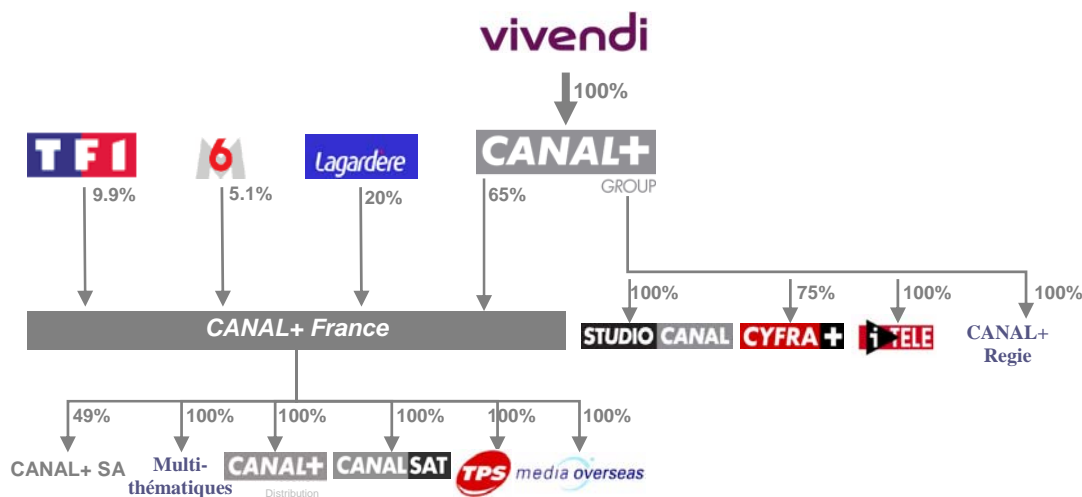 vivendi
100%
TF1
M6
Lagardère
CANAL+
GROUP
9.9%
5.1%
20%
65%
100%
75%
100%
100%
CANAL+ France
STUDIO CANAL
CYFRA +
i TELE
CANAL+
Regie
49%
100%
100%
100%
100%
100%
CANAL+ SA
Multi-
thématiques
CANAL+
Distribution
CANALSAT
TPS
media overseas